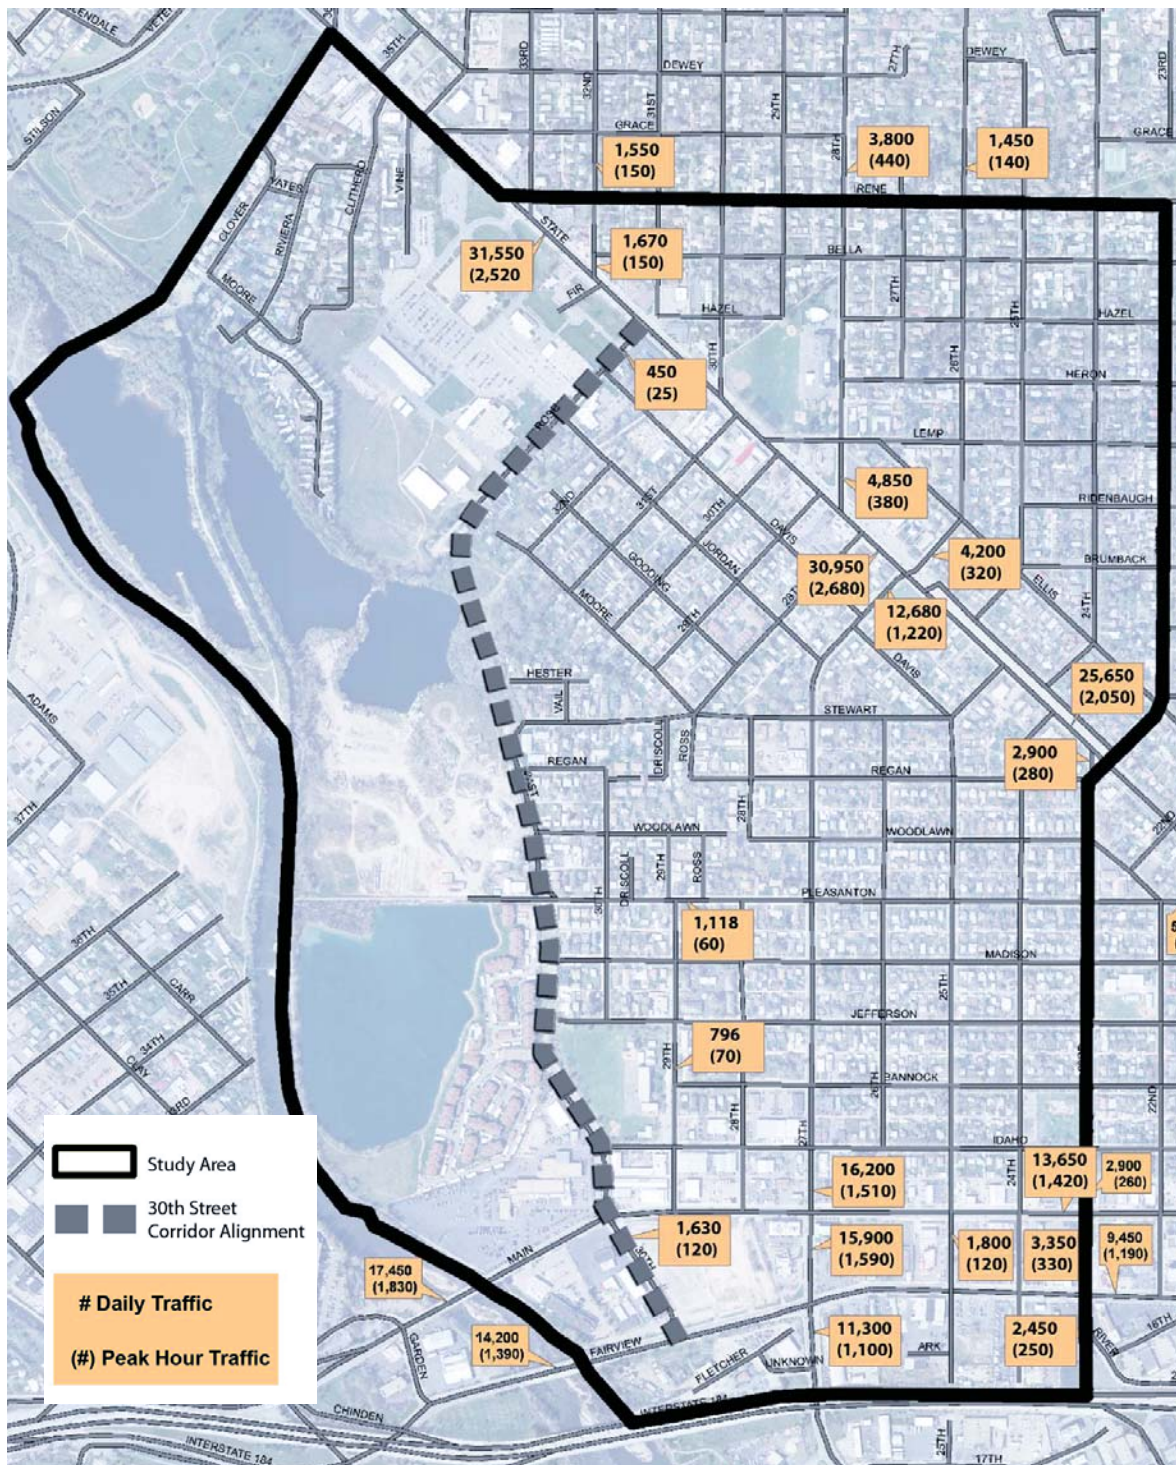 GLENDALE
VETE
35TH
33RD
32ND
DEWEY
31ST
29TH
27TH
DEWEY
23RD
STILSON
GRACE
28TH
GRACE
1,550
(150)
3,800
(440)
1,450
(140)
RENE
YATES
CLOVER
RIVIERA
CLITHERO
VINE
MOORE
STATE
31,550
(2,520
1,670
(150)
BELLA
FIR
27TH
HAZEL
25TH
HAZEL
30TH
26TH
450
(25)
HERON
ROSE
LEMP
4,850
(380)
RIDENBAUGH
32ND
31ST
30TH
DAVIS
JORDAN
GOODING
MOORE
29TH
28TH
30,950
(2,680)
4,200
(320)
BRUMBACK
ELLIS
24TH
12,680
(1,220)
DAVIS
HESTER
VAIL
25,650
(2,050)
ADAMS
STEWART
DRISCOLL
ROSS
2,900
(280)
REGAN
REGAN
37TH
28TH
22ND
WOODLAWN
WOODLAWN
DRISCOLL
29TH
ROSS
PLEASANTON
30TH
1,118
(60)
36TH
MADISON
35TH
CARR
25TH
JEFFERSON
34TH
CLAY
796
(70)
29TH
BANNOCK
26TH
22ND
28TH
27TH
IDAHO
24TH
Study Area
30th Street
Corridor Alignment
# Daily Traffic
(#) Peak Hour Traffic
16,200
(1,510)
13,650
(1,420)
2,900
(260)
MAIN
30TH
1,630
(120)
15,900
(1,590)
1,800
(120)
3,350
(330)
9,450
(1,190)
17,450
(1,830)
14,200
(1,390)
FAIRVIEW
11,300
(1,100)
2,450
(250)
ARK
FLETCHER
UNKNOWN
GARDEN
RIVER
16TH
INTERSTATE 184
CHINDEN
INTERSTATE 184
25TH
17TH